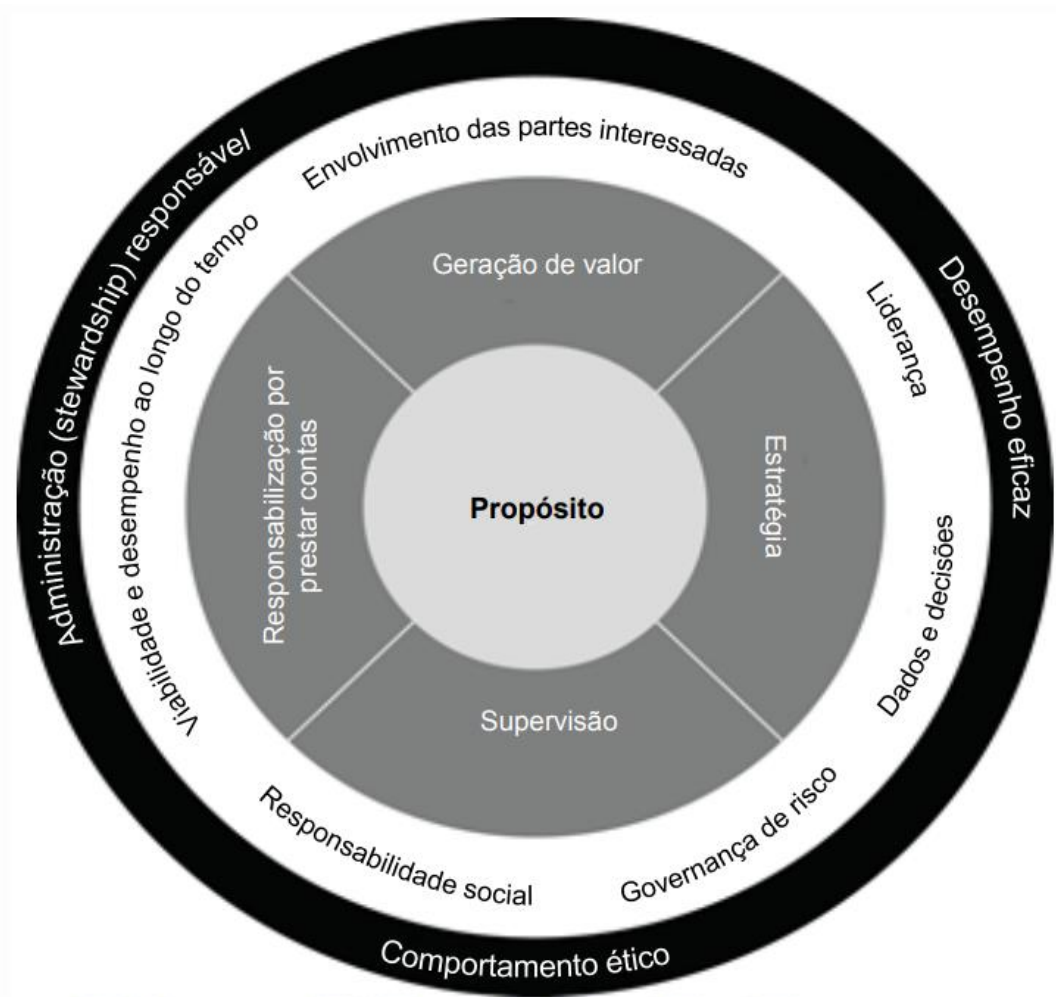 Administração (stewardship) responsável
Desempenho eficaz
Comportamento ético
Envolvimento das partes interessadas
Liderança
Dados e decisões
Governança de risco
Responsabilidade social
Viabilidade e desempenho ao longo do tempo
Geração de valor
Estratégia
Supervisão
Responsabilização por
prestar contas
Propósito